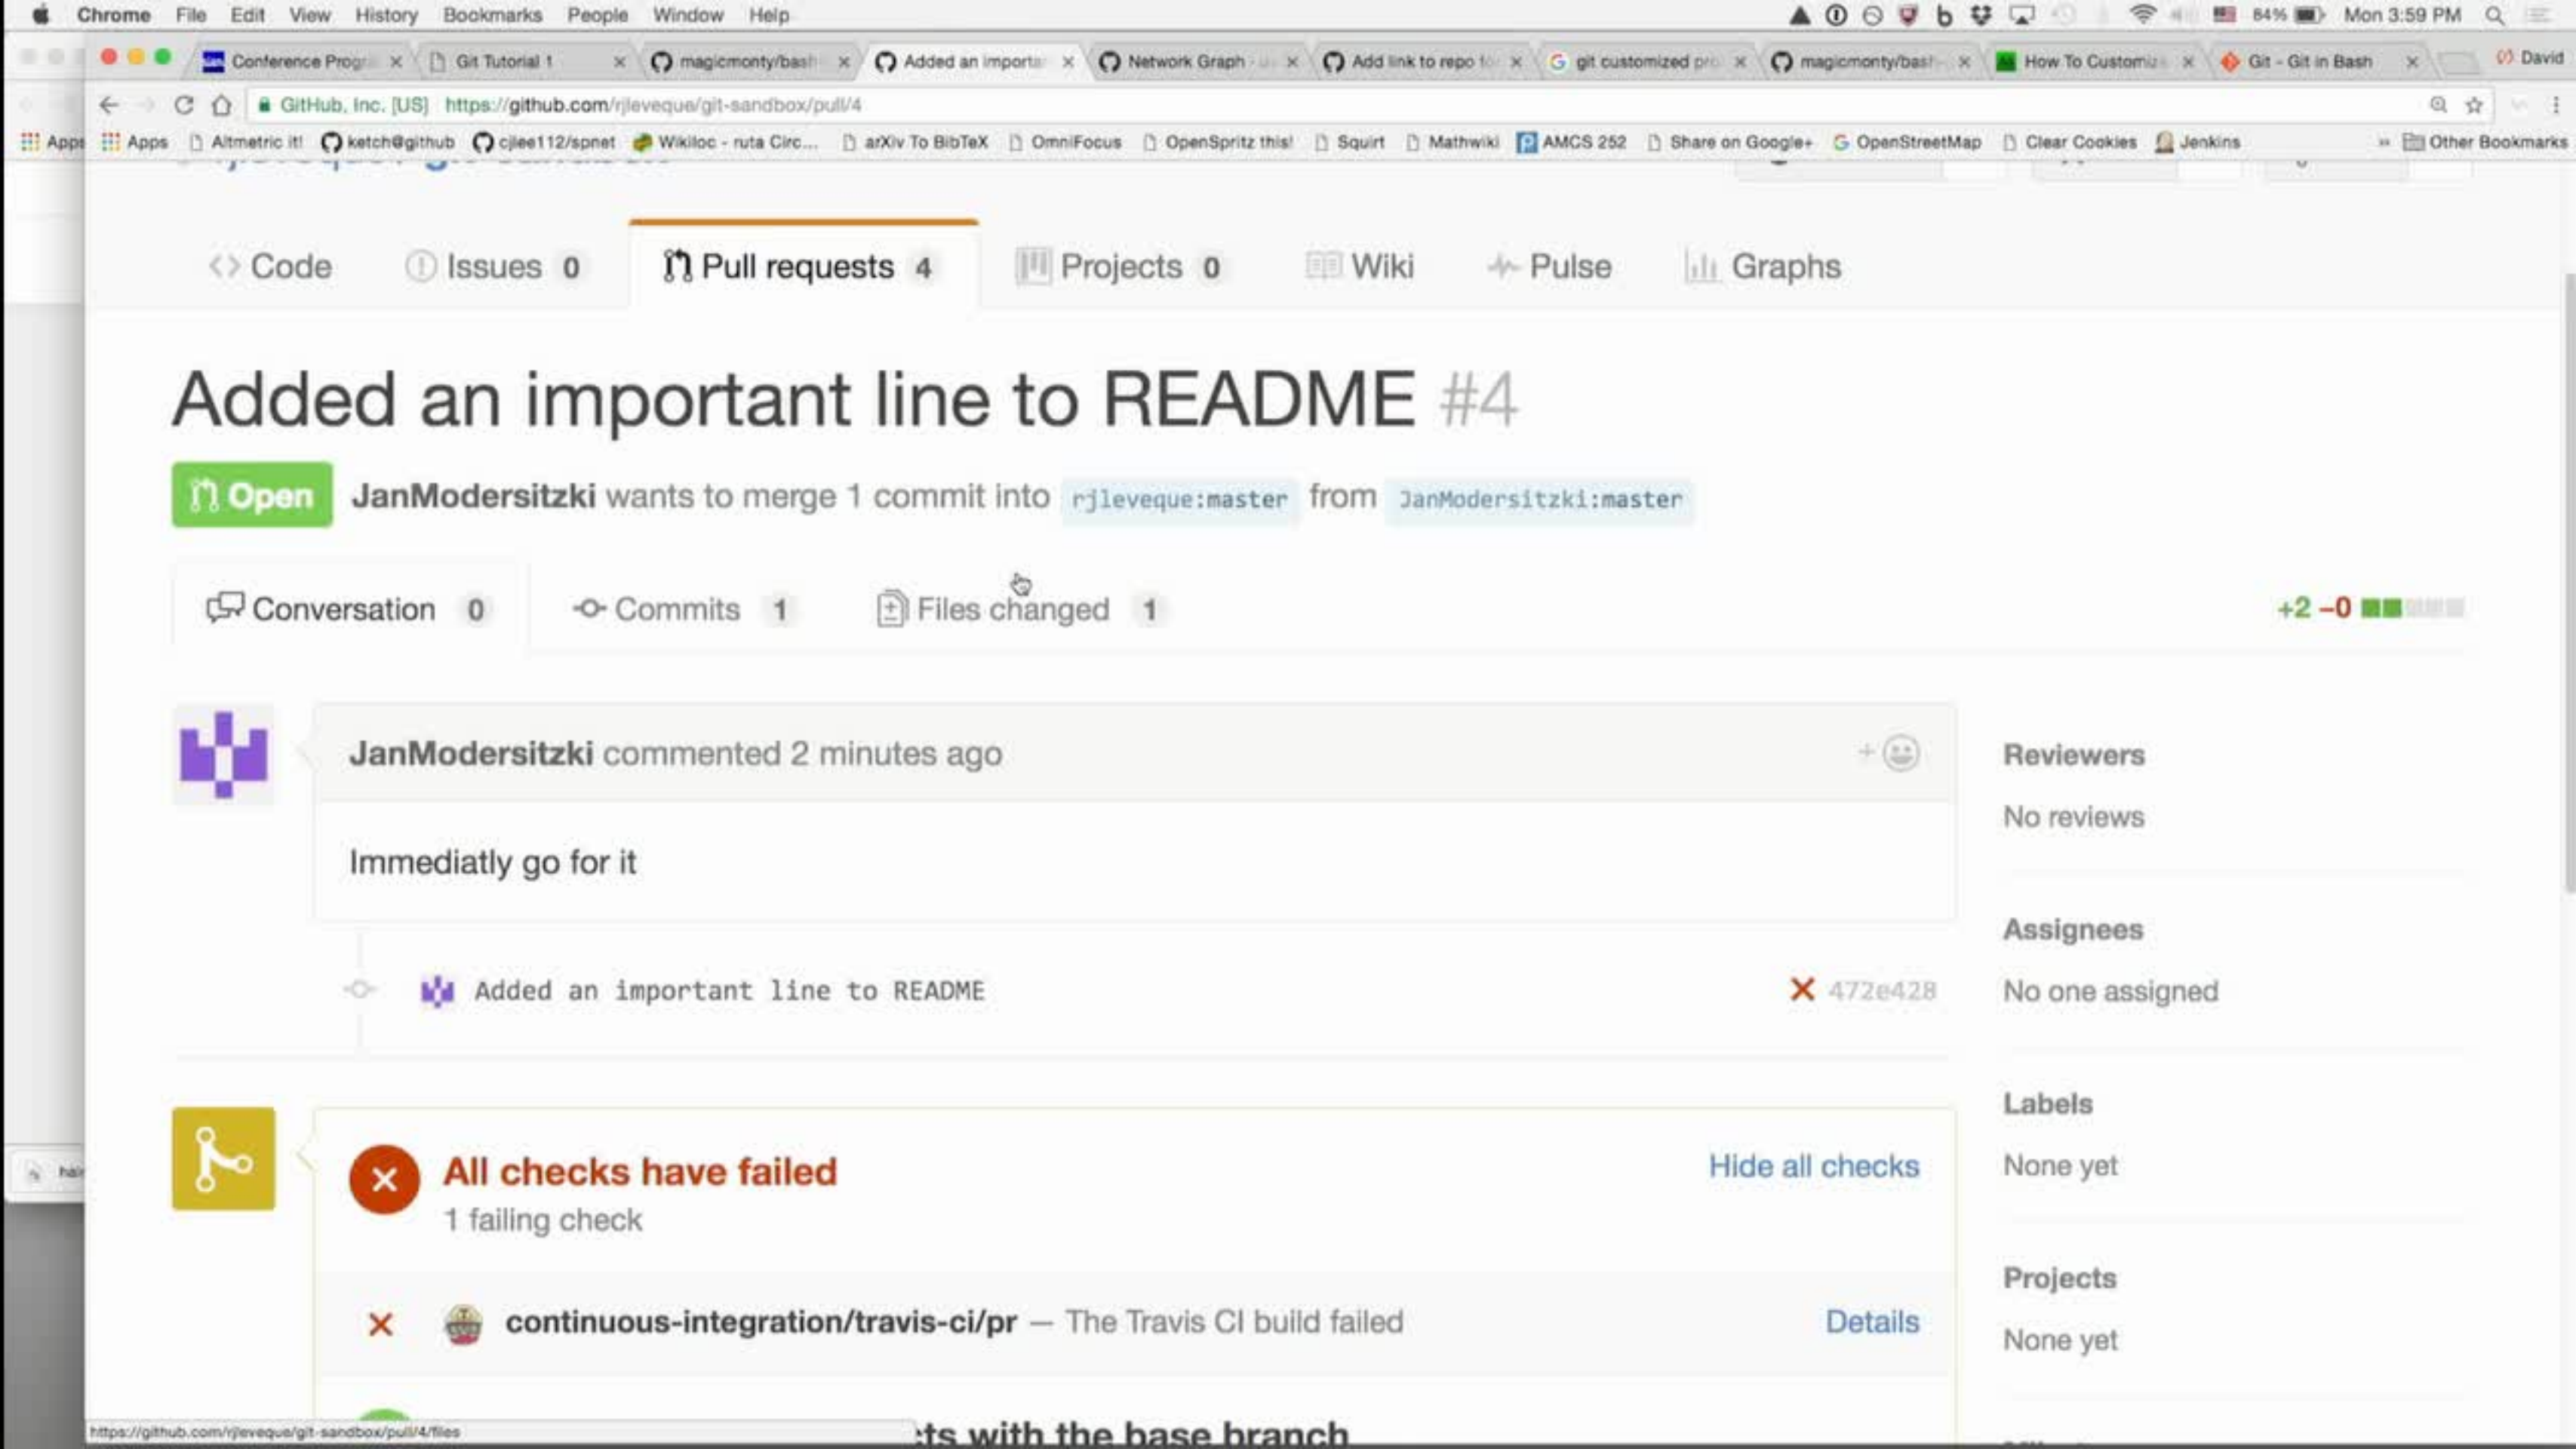 Chrome File Edit View History Bookmarks People Window Help 84% Mon 3:59 PM
Conference Progra Git Tutorial 1 magicmonty/bash Added an importa Network Graph Add link to repo for git customized pro magicmonty/bash How To Customiz Git - Git in Bash David
GitHub, Inc. [US] https://github.com/rjleveque/git-sandbox/pull/4
Apps Apps Altmetric it! ketch@github cjlee112/spnet Wikiloc - ruta Circ... arXiv To BibTeX OmniFocus OpenSpritz this! Squirt Mathwiki AMCS 252 Share on Google+ OpenStreetMap Clear Cookies Jenkins » Other Bookmarks
Code Issues 0 Pull requests 4 Projects 0 Wiki Pulse Graphs
Added an important line to README #4
Open JanModersitzki wants to merge 1 commit into rjleveque:master from JanModersitzki:master
Conversation 0 Commits 1 Files changed 1 +2 −0
JanModersitzki commented 2 minutes ago
Immediatly go for it
Added an important line to README 472e428
All checks have failed Hide all checks
1 failing check
continuous-integration/travis-ci/pr — The Travis CI build failed Details
with the base branch
Reviewers
No reviews
Assignees
No one assigned
Labels
None yet
Projects
None yet
https://github.com/rjleveque/git-sandbox/pull/4/files